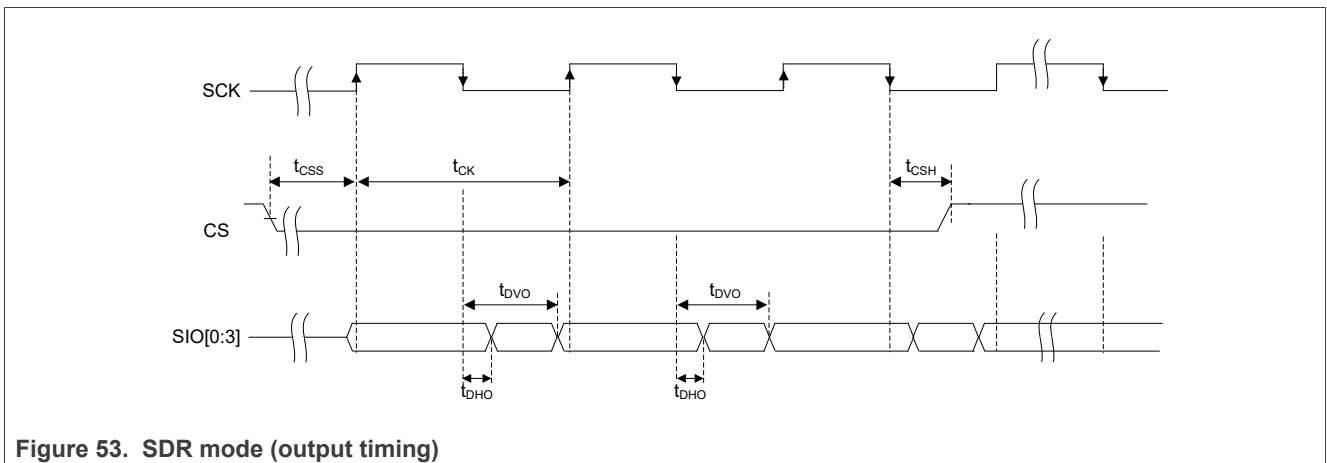 SCK
tCSS
tCK
tCSH
CS
tDVO
tDVO
SIO[0:3]
tDHO
tDHO
Figure 53. SDR mode (output timing)